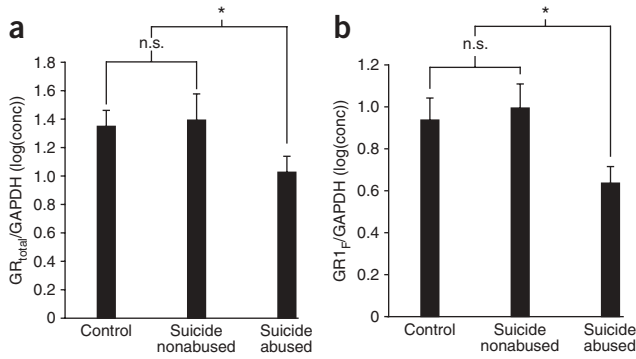 a
*
n.s.
1.8
1.6
1.4
1.2
1.0
0.8
0.6
0.4
0.2
0
GRtotal/GAPDH (log(conc))
Control
Suicide nonabused
Suicide abused
b
*
n.s.
1.2
1.0
0.8
0.6
0.4
0.2
0
GR1F/GAPDH (log(conc))
Control
Suicide nonabused
Suicide abused